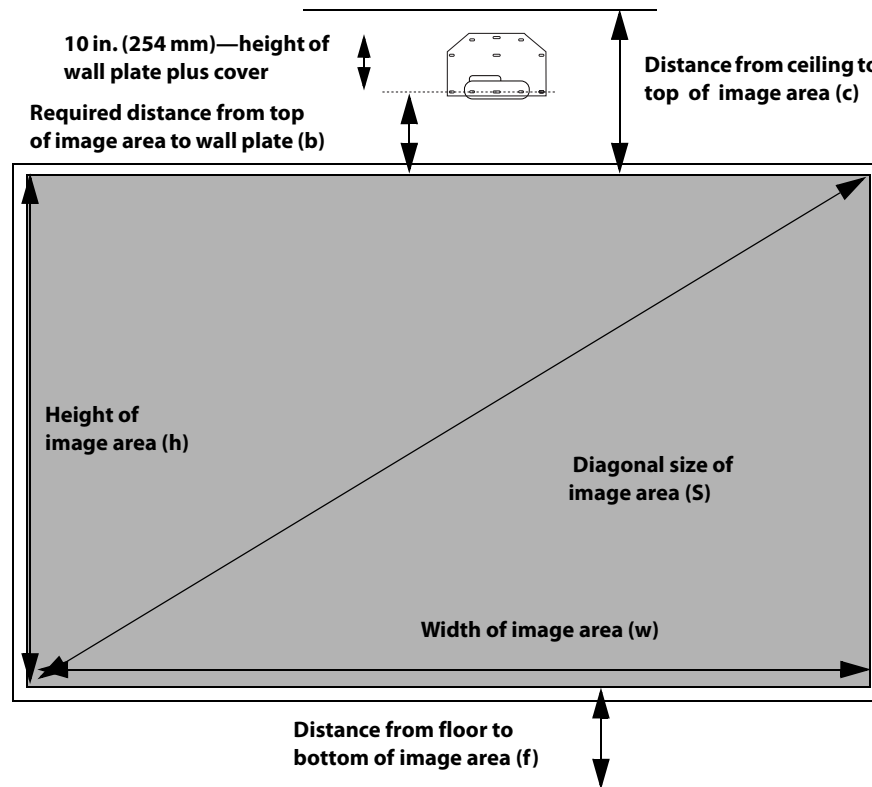 10 in. (254 mm)—height of
wall plate plus cover
Distance from ceiling to
top of image area (c)
Required distance from top
of image area to wall plate (b)
Height of
image area (h)
Diagonal size of
image area (S)
Width of image area (w)
Distance from floor to
bottom of image area (f)